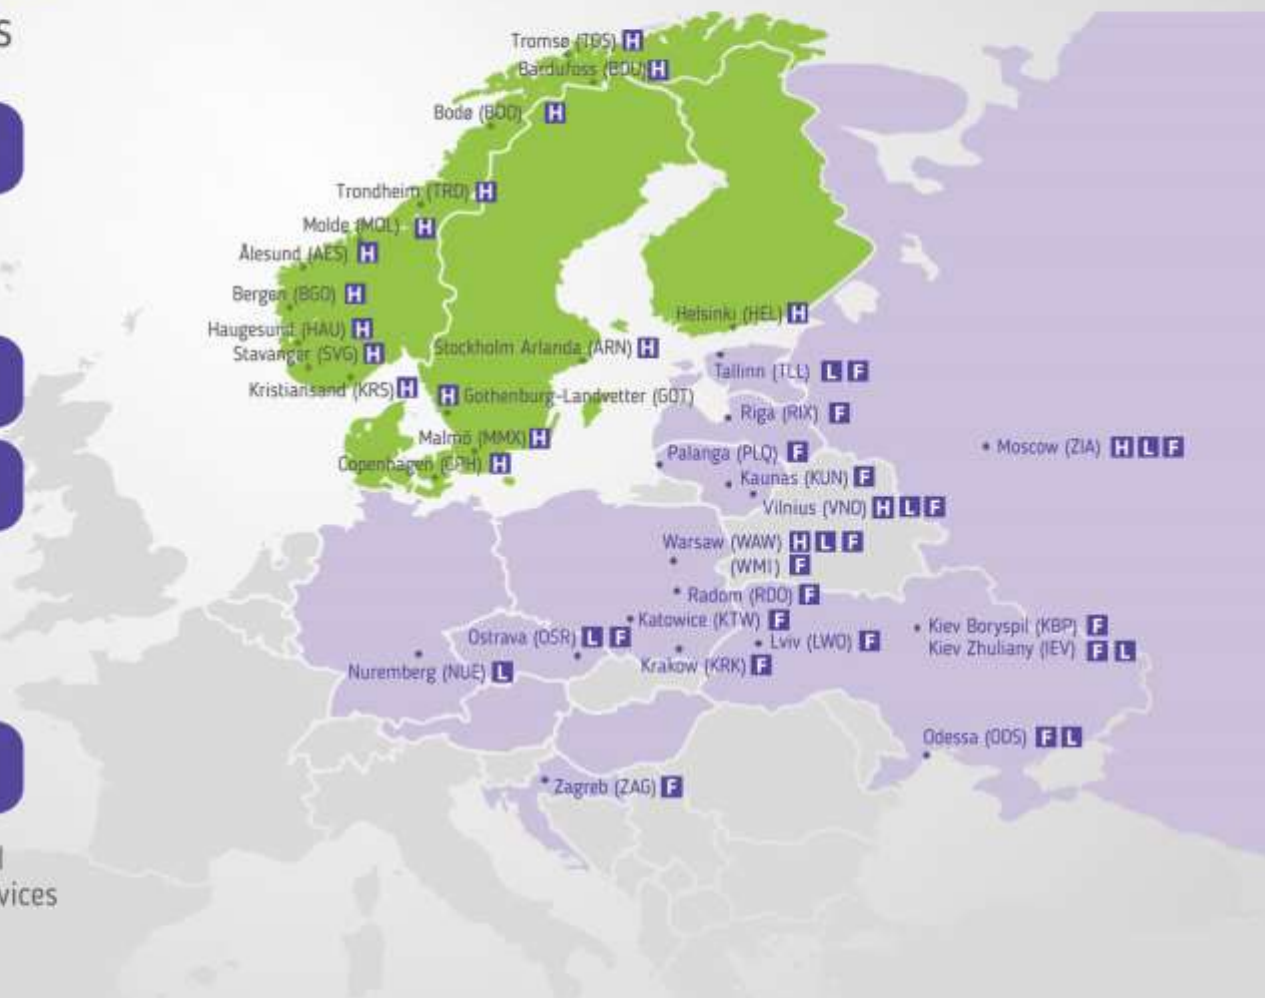 S
Tromsø (TOS) H
Bardufoss (BDU) H
Bodø (BOO) H
Trondheim (TRD) H
Molde (MOL) H
Ålesund (AES) H
Bergen (BGO) H
Haugesund (HAU) H
Stavanger (SVG) H
Kristiansand (KRS) H
Helsinki (HEL) H
Stockholm Arlanda (ARN) H
H Gothenburg-Landvetter (GOT)
Malmö (MMX) H
Copenhagen (CPH) H
Tallinn (TLL) L F
Riga (RIX) F
Palanga (PLQ) F
Kaunas (KUN) F
Vilnius (VNO) H L F
Moscow (ZIA) H L F
Warsaw (WAW) H L F
(WMI) F
Radom (RDO) F
Katowice (KTW) F
Ostrava (OSR) L F
Lviv (LWO) F
Krakow (KRK) F
Kiev Boryspil (KBP) F
Kiev Zhuliany (IEV) F L
Nuremberg (NUE) L
Odessa (ODS) F L
Zagreb (ZAG) F
vices